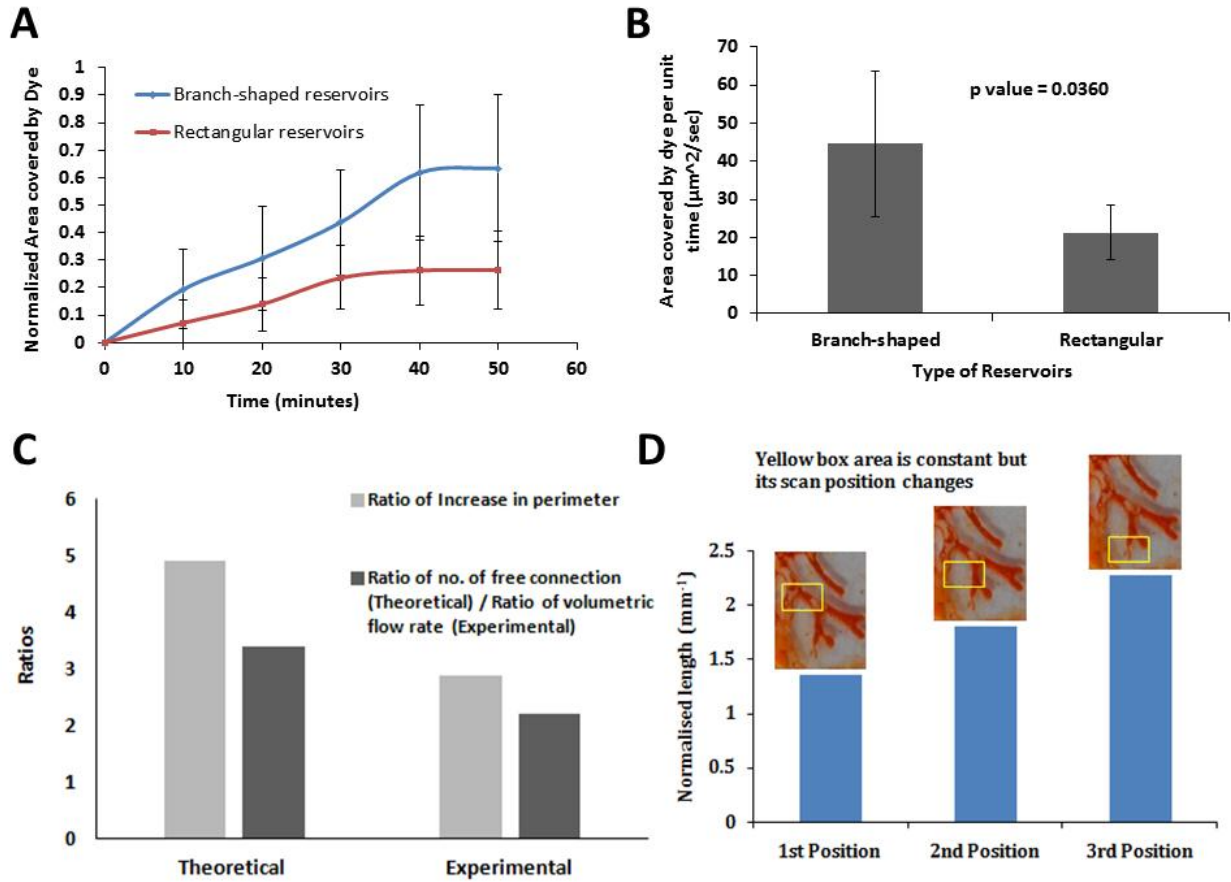 A
Normalized Area covered by Dye
1
0.9
0.8
0.7
0.6
0.5
0.4
0.3
0.2
0.1
0
Branch-shaped reservoirs
Rectangular reservoirs
0 10 20 30 40 50 60
Time (minutes)
B
Area covered by dye per unit
time (µm^2/sec)
70
60
50
40
30
20
10
0
p value = 0.0360
Branch-shaped Rectangular
Type of Reservoirs
C
Ratios
6
5
4
3
2
1
0
Ratio of Increase in perimeter
Ratio of no. of free connection
(Theoretical) / Ratio of volumetric
flow rate (Experimental)
Theoretical Experimental
D
Yellow box area is constant but
its scan position changes
Normalised length (mm-1)
2.5
2
1.5
1
0.5
0
1st Position 2nd Position 3rd Position